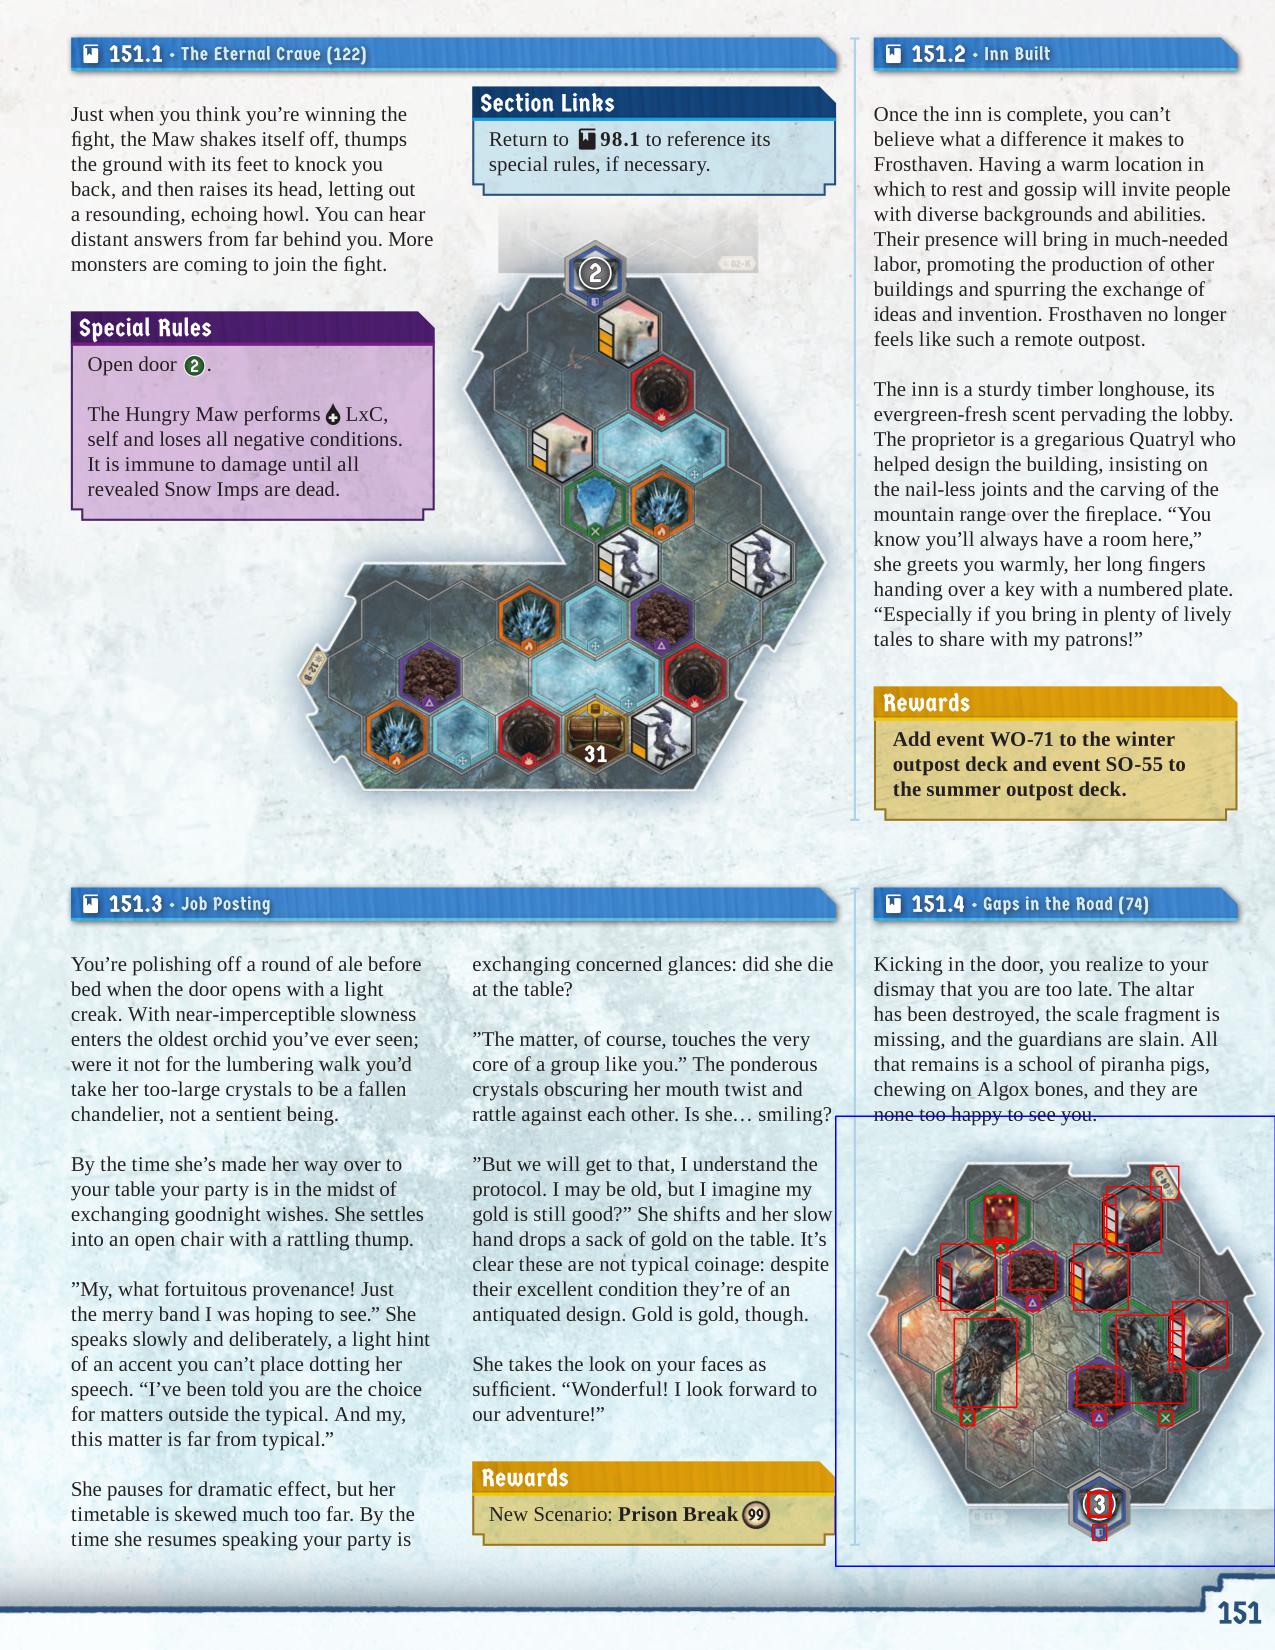 151.1 • The Eternal Crave (122)
Just when you think you’re winning the
fight, the Maw shakes itself off, thumps
the ground with its feet to knock you
back, and then raises its head, letting out
a resounding, echoing howl. You can hear
distant answers from far behind you. More
monsters are coming to join the fight.
Special Rules
Open door 2.
The Hungry Maw performs LxC,
self and loses all negative conditions.
It is immune to damage until all
revealed Snow Imps are dead.
Section Links
Return to 98.1 to reference its
special rules, if necessary.
02-K
2
12-B
31
151.2 • Inn Built
Once the inn is complete, you can’t
believe what a difference it makes to
Frosthaven. Having a warm location in
which to rest and gossip will invite people
with diverse backgrounds and abilities.
Their presence will bring in much-needed
labor, promoting the production of other
buildings and spurring the exchange of
ideas and invention. Frosthaven no longer
feels like such a remote outpost.
The inn is a sturdy timber longhouse, its
evergreen-fresh scent pervading the lobby.
The proprietor is a gregarious Quatryl who
helped design the building, insisting on
the nail-less joints and the carving of the
mountain range over the fireplace. “You
know you’ll always have a room here,”
she greets you warmly, her long fingers
handing over a key with a numbered plate.
“Especially if you bring in plenty of lively
tales to share with my patrons!”
Rewards
Add event WO-71 to the winter
outpost deck and event SO-55 to
the summer outpost deck.
151.3 • Job Posting
You’re polishing off a round of ale before
bed when the door opens with a light
creak. With near-imperceptible slowness
enters the oldest orchid you’ve ever seen;
were it not for the lumbering walk you’d
take her too-large crystals to be a fallen
chandelier, not a sentient being.
By the time she’s made her way over to
your table your party is in the midst of
exchanging goodnight wishes. She settles
into an open chair with a rattling thump.
”My, what fortuitous provenance! Just
the merry band I was hoping to see.” She
speaks slowly and deliberately, a light hint
of an accent you can’t place dotting her
speech. “I’ve been told you are the choice
for matters outside the typical. And my,
this matter is far from typical.”
She pauses for dramatic effect, but her
timetable is skewed much too far. By the
time she resumes speaking your party is
exchanging concerned glances: did she die
at the table?
”The matter, of course, touches the very
core of a group like you.” The ponderous
crystals obscuring her mouth twist and
rattle against each other. Is she… smiling?
”But we will get to that, I understand the
protocol. I may be old, but I imagine my
gold is still good?” She shifts and her slow
hand drops a sack of gold on the table. It’s
clear these are not typical coinage: despite
their excellent condition they’re of an
antiquated design. Gold is gold, though.
She takes the look on your faces as
sufficient. “Wonderful! I look forward to
our adventure!”
Rewards
New Scenario: Prison Break 99
151.4 • Gaps in the Road (74)
Kicking in the door, you realize to your
dismay that you are too late. The altar
has been destroyed, the scale fragment is
missing, and the guardians are slain. All
that remains is a school of piranha pigs,
chewing on Algox bones, and they are
none too happy to see you.
04-D
3
151